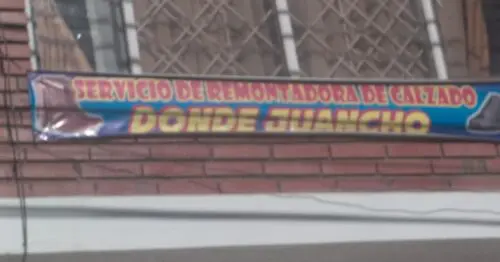 SERVICIO DE REMONTADORA DE CALZADO
DONDE JUANCHO